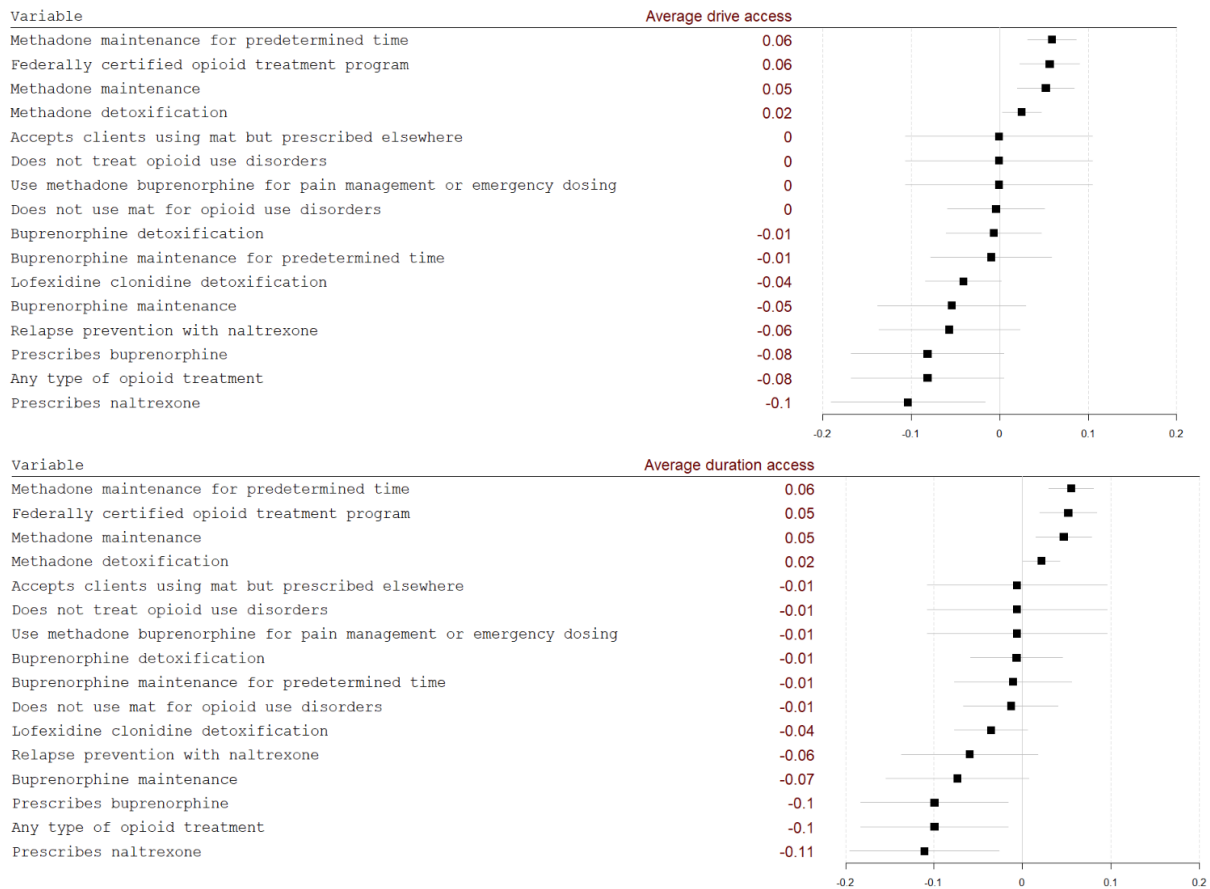 Variable Average drive access
Methadone maintenance for predetermined time 0.06
Federally certified opioid treatment program 0.06
Methadone maintenance 0.05
Methadone detoxification 0.02
Accepts clients using mat but prescribed elsewhere 0
Does not treat opioid use disorders 0
Use methadone buprenorphine for pain management or emergency dosing 0
Does not use mat for opioid use disorders 0
Buprenorphine detoxification -0.01
Buprenorphine maintenance for predetermined time -0.01
Lofexidine clonidine detoxification -0.04
Buprenorphine maintenance -0.05
Relapse prevention with naltrexone -0.06
Prescribes buprenorphine -0.08
Any type of opioid treatment -0.08
Prescribes naltrexone -0.1
-0.2 -0.1 0 0.1 0.2
Variable Average duration access
Methadone maintenance for predetermined time 0.06
Federally certified opioid treatment program 0.05
Methadone maintenance 0.05
Methadone detoxification 0.02
Accepts clients using mat but prescribed elsewhere -0.01
Does not treat opioid use disorders -0.01
Use methadone buprenorphine for pain management or emergency dosing -0.01
Buprenorphine detoxification -0.01
Buprenorphine maintenance for predetermined time -0.01
Does not use mat for opioid use disorders -0.01
Lofexidine clonidine detoxification -0.04
Relapse prevention with naltrexone -0.06
Buprenorphine maintenance -0.07
Prescribes buprenorphine -0.1
Any type of opioid treatment -0.1
Prescribes naltrexone -0.11
-0.2 -0.1 0 0.1 0.2